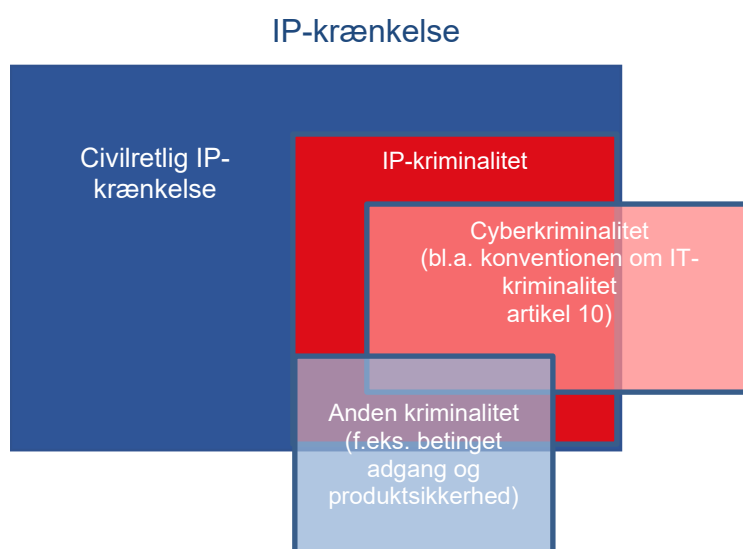 IP-krænkelse
Civilretlig IP-
krænkelse
IP-kriminalitet
Cyberkriminalitet
(bl.a. konventionen om IT-
kriminalitet
artikel 10)
Anden kriminalitet
(f.eks. betinget
adgang og
produktsikkerhed)